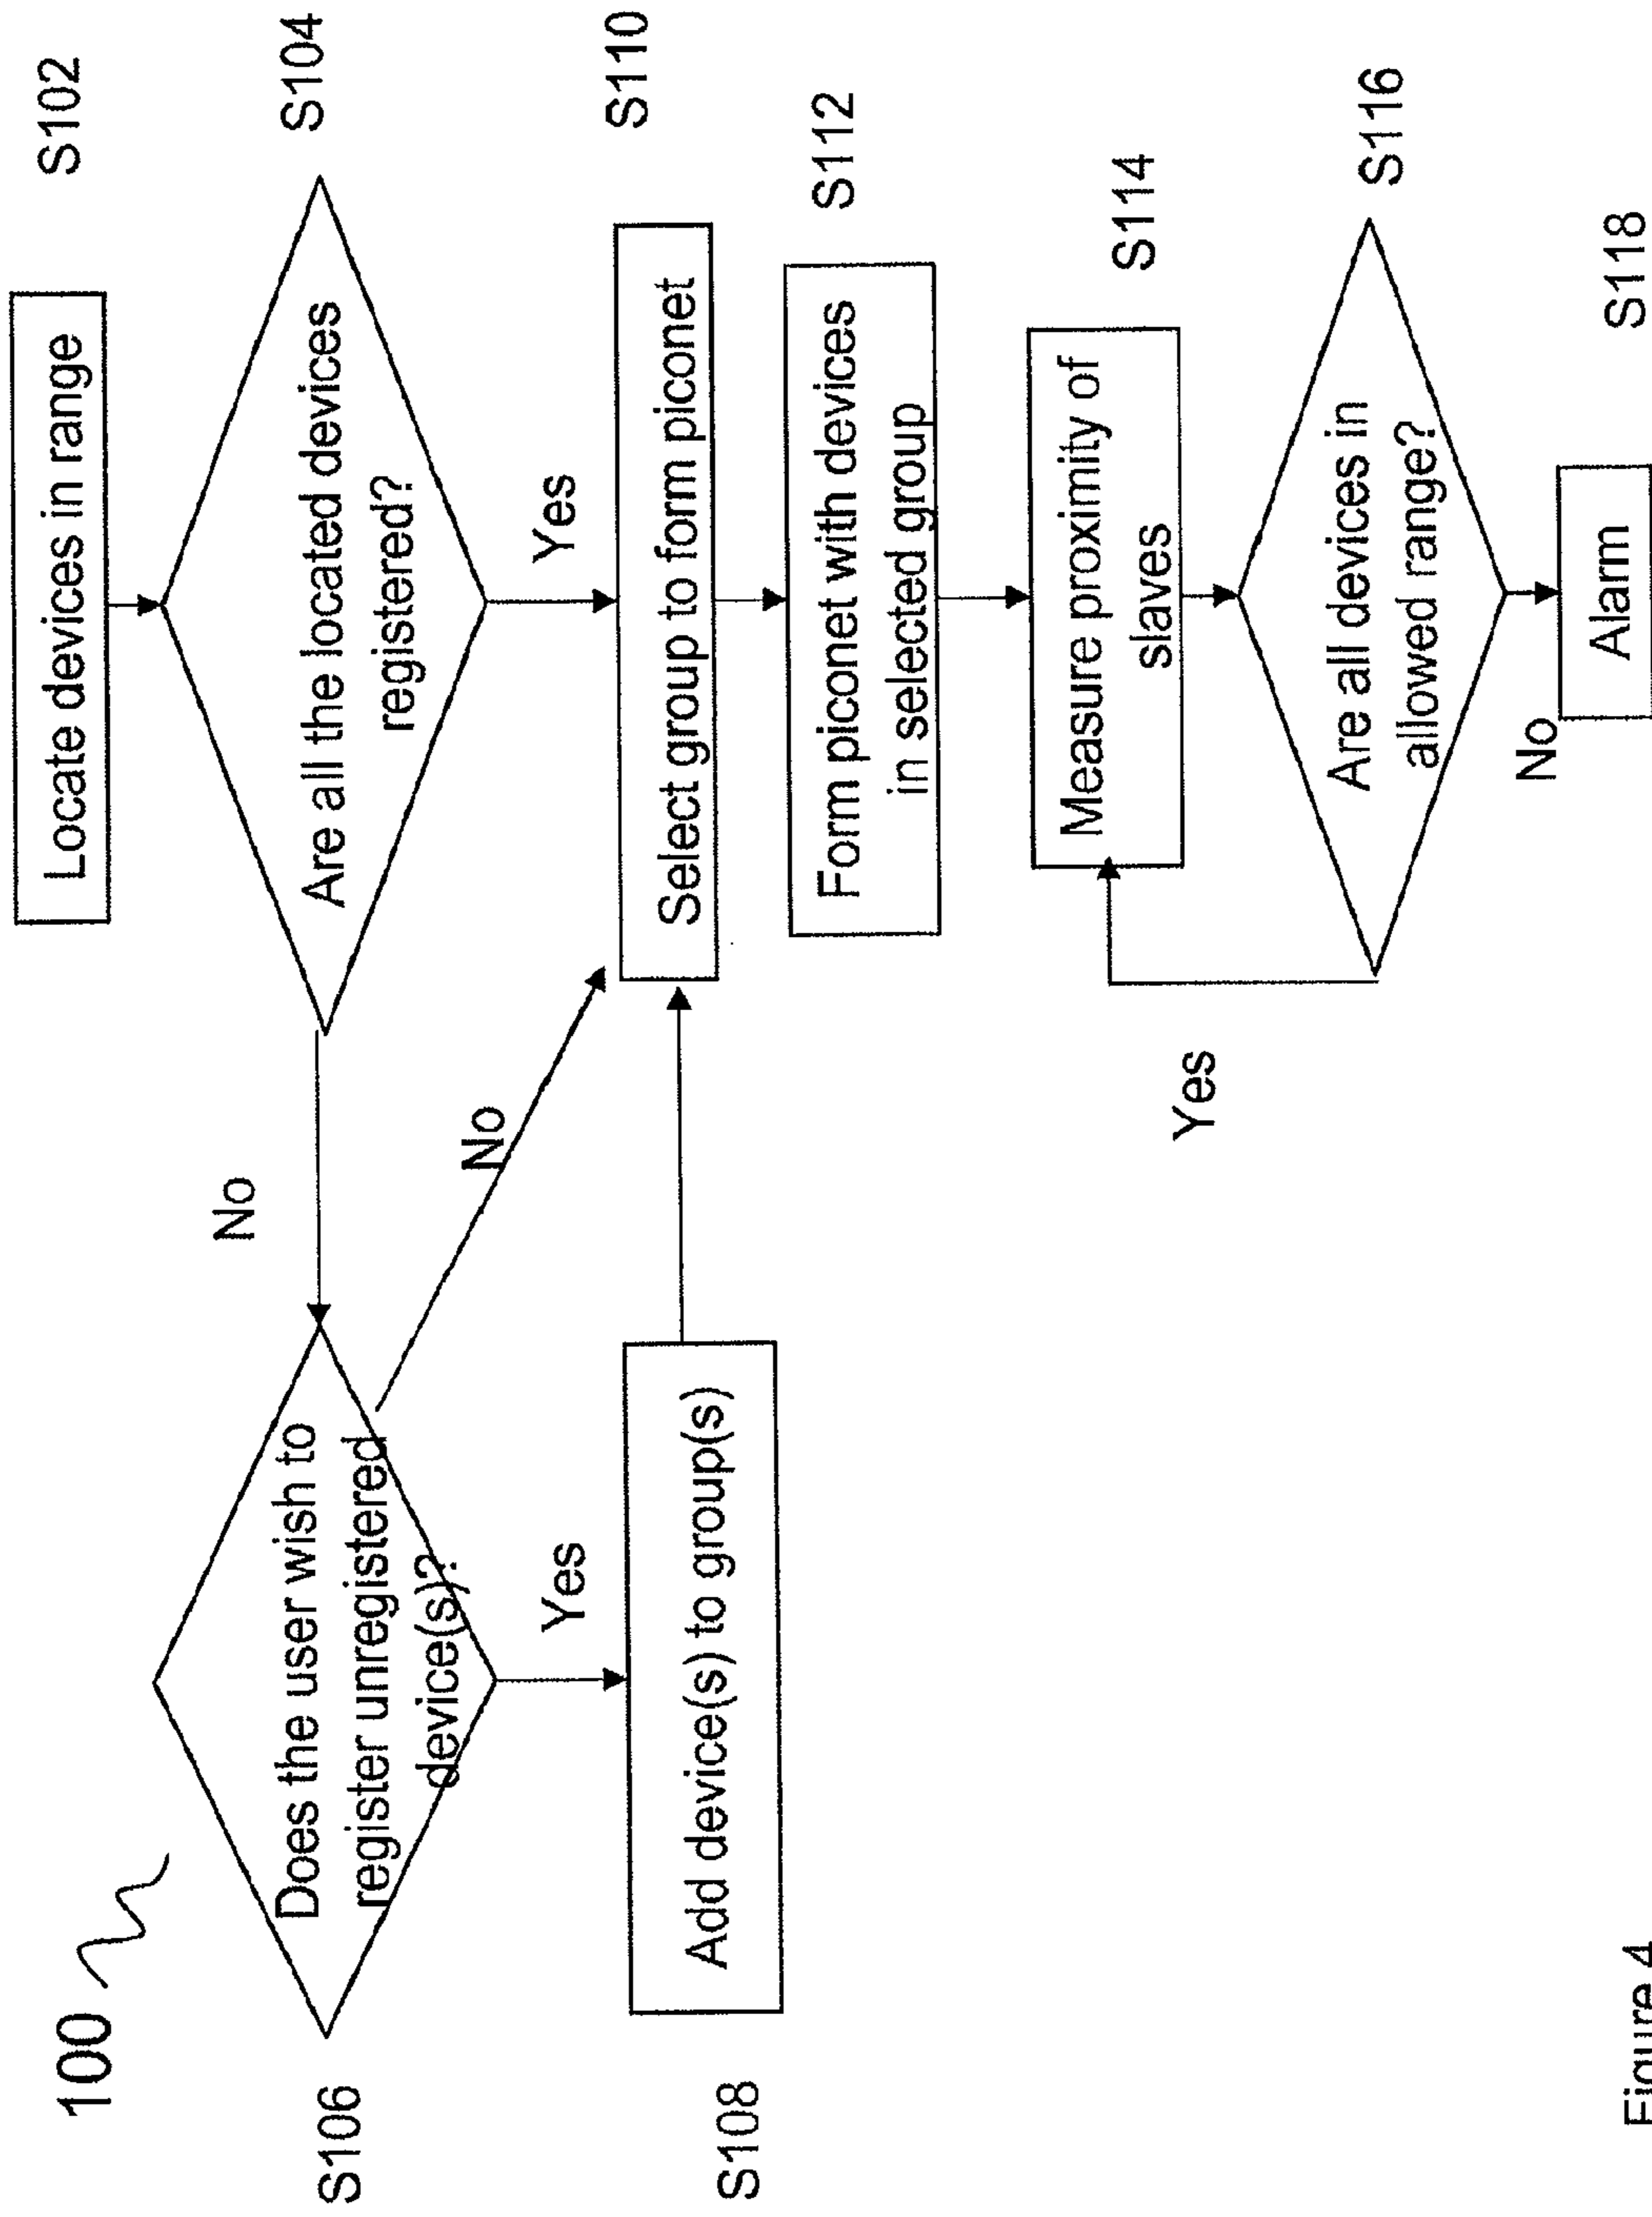 100
Locate devices in range
S102
Are all the located devices
registered?
S104
No
Does the user wish to
register unregistered
device(s)?
S106
No
Yes
Yes
Add device(s) to group(s)
S108
Select group to form piconet
S110
Form piconet with devices
in selected group
S112
Measure proximity of
slaves
S114
Are all devices in
allowed range?
S116
Yes
No
Alarm
S118
Figure 4